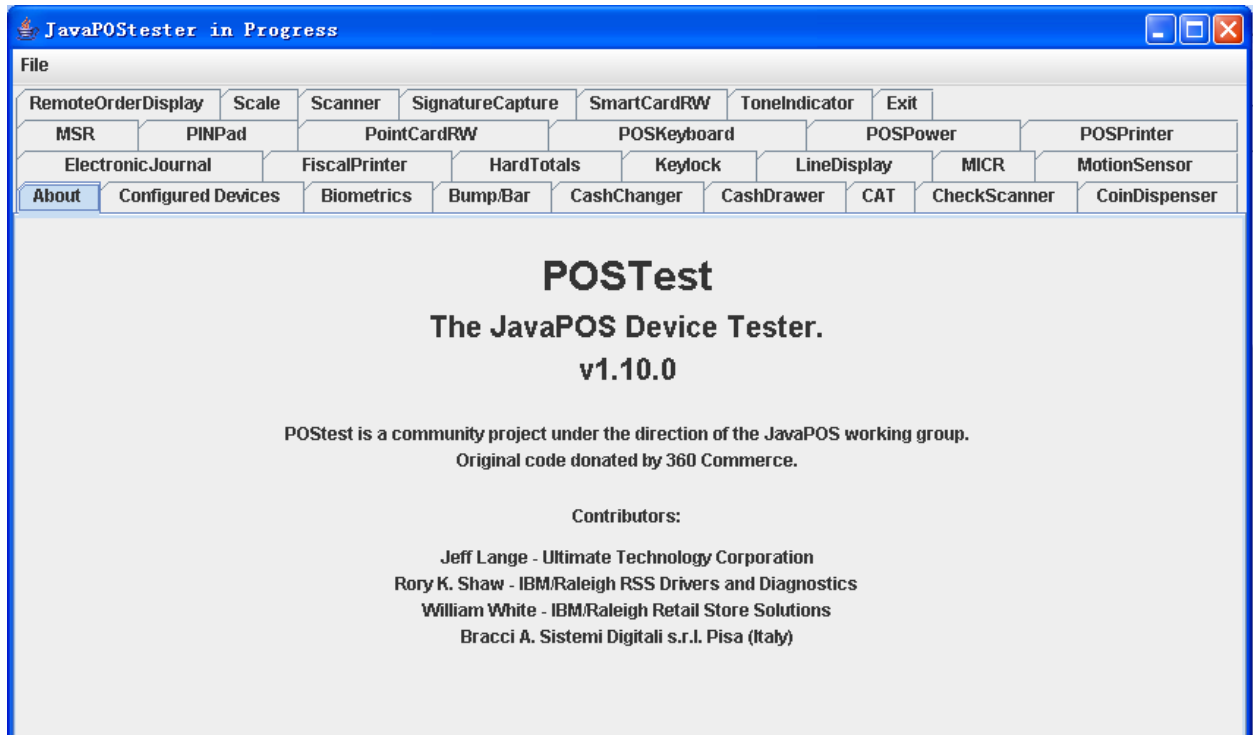 JavaPOStester in Progress
File
RemoteOrderDisplay Scale Scanner SignatureCapture SmartCardRW ToneIndicator Exit
MSR PINPad PointCardRW POSKeyboard POSPower POSPrinter
ElectronicJournal FiscalPrinter HardTotals Keylock LineDisplay MICR MotionSensor
About Configured Devices Biometrics Bump/Bar CashChanger CashDrawer CAT CheckScanner CoinDispenser
POSTest
The JavaPOS Device Tester.
v1.10.0
POStest is a community project under the direction of the JavaPOS working group.
Original code donated by 360 Commerce.
Contributors:
Jeff Lange - Ultimate Technology Corporation
Rory K. Shaw - IBM/Raleigh RSS Drivers and Diagnostics
William White - IBM/Raleigh Retail Store Solutions
Bracci A. Sistemi Digitali s.r.l. Pisa (Italy)